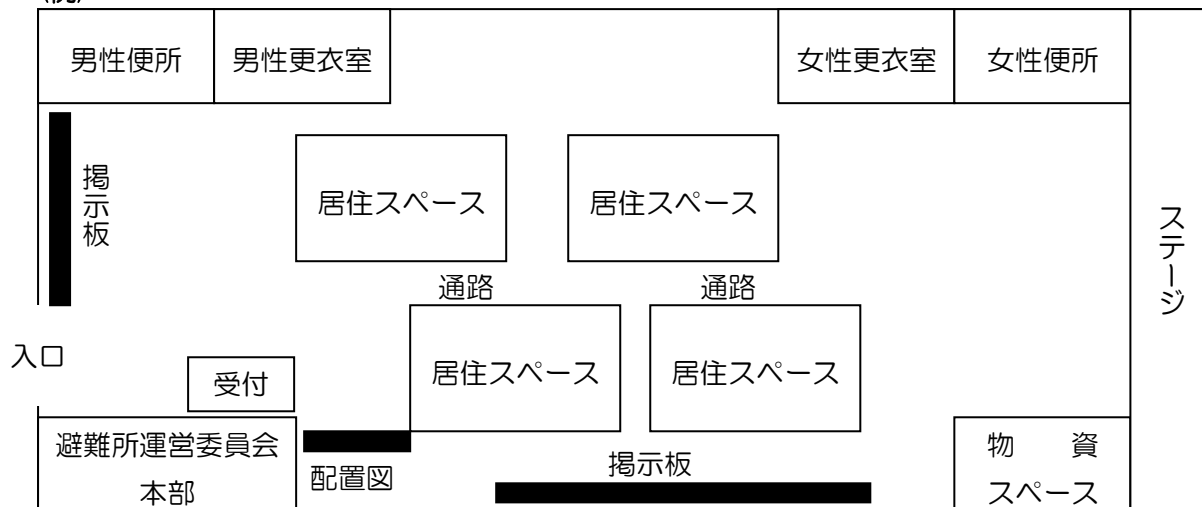 男性便所
男性更衣室
女性更衣室
女性便所
掲示板
居住スペース
居住スペース
ステージ
通路
通路
入口
受付
居住スペース
居住スペース
避難所運営委員会
本部
配置図
掲示板
物　資
スペース